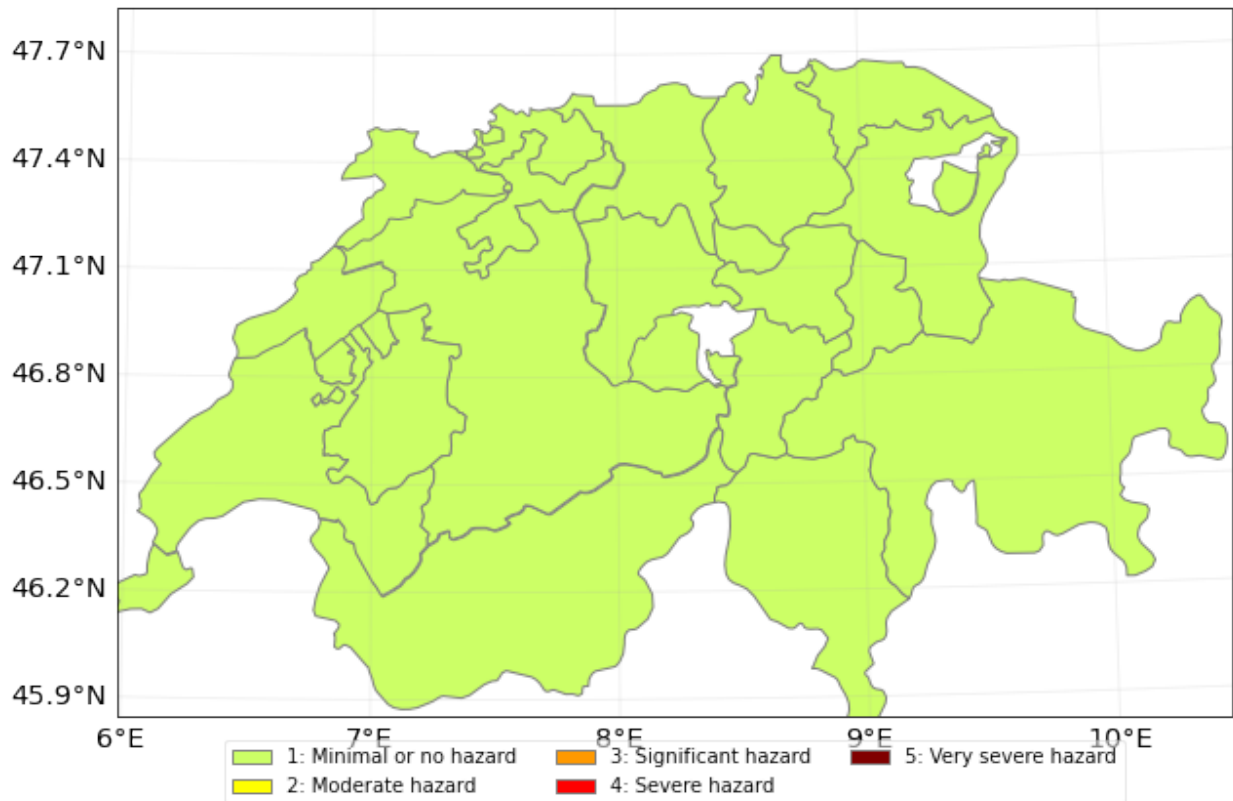 47.7°N
47.4°N
47.1°N
46.8°N
46.5°N
46.2°N
45.9°N
6°E 7°E 8°E 9°E 10°E
1: Minimal or no hazard 3: Significant hazard 5: Very severe hazard
2: Moderate hazard 4: Severe hazard